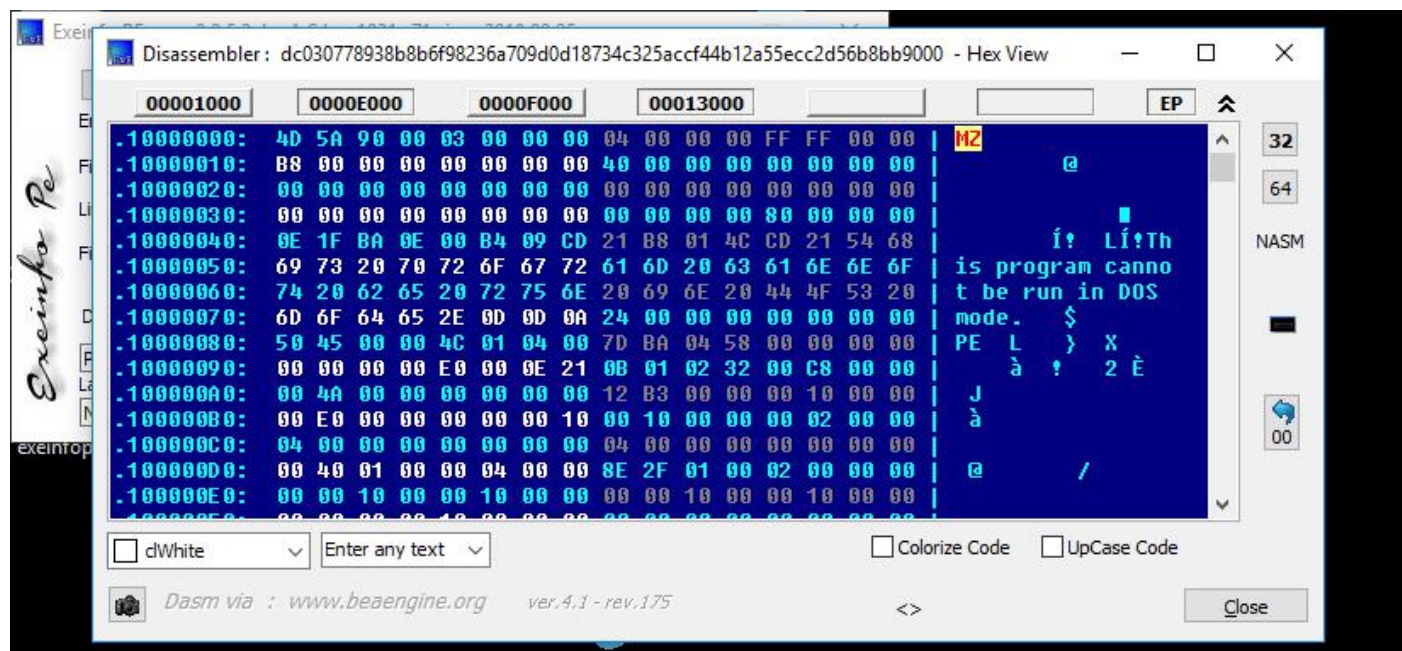 Disassembler : dc030778938b8b6f98236a709d0d18734c325accf44b12a55ecc2d56b8bb9000 - Hex View
00001000 0000E000 0000F000 00013000 EP
.10000000: 4D 5A 90 00 03 00 00 00 04 00 00 00 FF FF 00 00 | MZ
.10000010: B8 00 00 00 00 00 00 00 40 00 00 00 00 00 00 00 | @
.10000020: 00 00 00 00 00 00 00 00 00 00 00 00 00 00 00 00 |
.10000030: 00 00 00 00 00 00 00 00 00 00 00 00 80 00 00 00 |
.10000040: 0E 1F BA 0E 00 B4 09 CD 21 B8 01 4C CD 21 54 68 | Í! LÍ!Th
.10000050: 69 73 20 70 72 6F 67 72 61 6D 20 63 61 6E 6E 6F | is program canno
.10000060: 74 20 62 65 20 72 75 6E 20 69 6E 20 44 4F 53 20 | t be run in DOS
.10000070: 6D 6F 64 65 2E 0D 0D 0A 24 00 00 00 00 00 00 00 | mode. $
.10000080: 50 45 00 00 4C 01 04 00 7D BA 04 58 00 00 00 00 | PE L } X
.10000090: 00 00 00 00 E0 00 0E 21 0B 01 02 32 00 C8 00 00 | à ! 2 È
.100000A0: 00 4A 00 00 00 00 00 00 12 B3 00 00 00 10 00 00 | J
.100000B0: 00 E0 00 00 00 00 00 10 00 10 00 00 00 02 00 00 | à
.100000C0: 04 00 00 00 00 00 00 00 04 00 00 00 00 00 00 00 |
.100000D0: 00 40 01 00 00 04 00 00 8E 2F 01 00 02 00 00 00 | @ /
.100000E0: 00 00 10 00 00 10 00 00 00 00 10 00 00 10 00 00 |
32
64
NASM
00
Exeinfo Pe
clWhite Enter any text Colorize Code UpCase Code
Dasm via : www.beaengine.org ver.4.1 - rev.175 <> Close